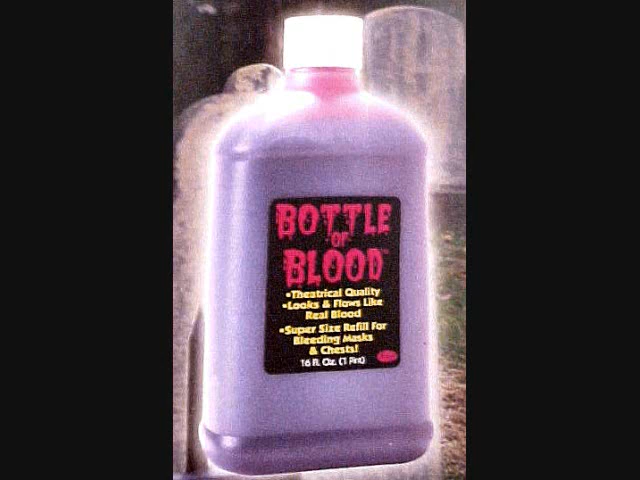 BOTTLE
OF
BLOOD™
•Theatrical Quality
•Looks & Flows Like
Real Blood
•Super Size Refill For
Bleeding Masks
& Chests!
16 Fl. Oz. (1 Pint)